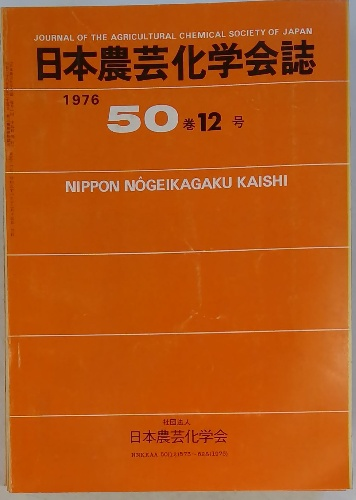 JOURNAL OF THE AGRICULTURAL CHEMICAL SOCIETY OF JAPAN
日本農芸化学会誌
1976
50巻12号
NIPPON NÔGEIKAGAKU KAISHI
社団法人
日本農芸化学会